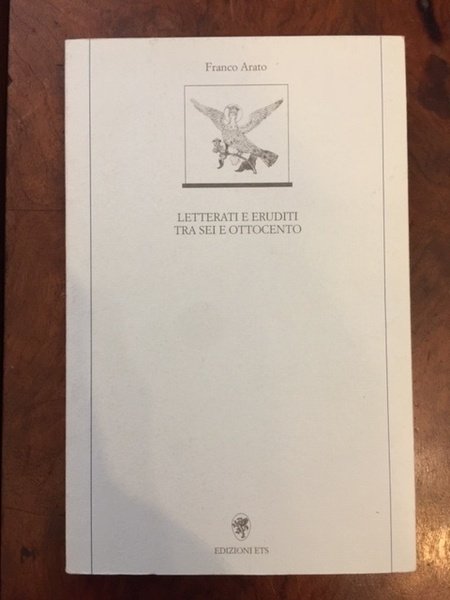 Franco Arato
LETTERATI E ERUDITI
TRA SEI E OTTOCENTO
EDIZIONI ETS